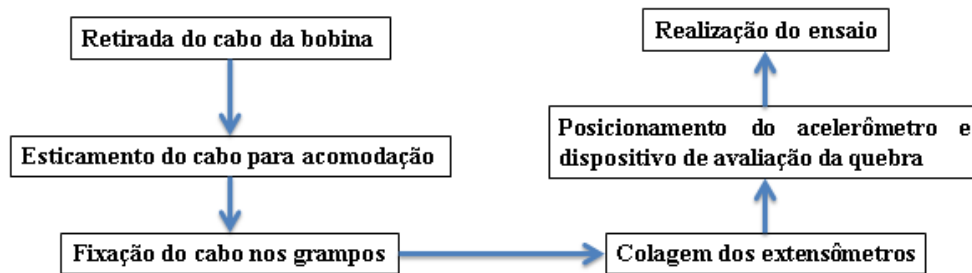 Retirada do cabo da bobina
Esticamento do cabo para acomodação
Fixação do cabo nos grampos
Colagem dos extensômetros
Posicionamento do acelerômetro e
dispositivo de avaliação da quebra
Realização do ensaio